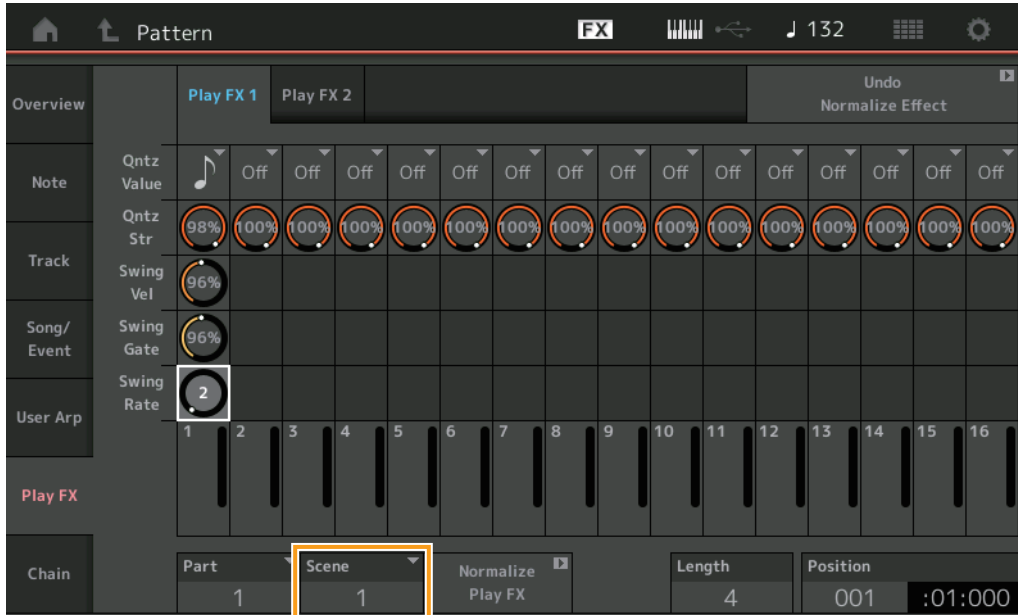 Pattern FX 132
Play FX 1 Play FX 2 Undo
Normalize Effect
Overview
Note
Track
Song/
Event
User Arp
Play FX
Chain
Qntz
Value Off Off Off Off Off Off Off Off Off Off Off Off Off Off Off
Qntz
Str 98% 100% 100% 100% 100% 100% 100% 100% 100% 100% 100% 100% 100% 100% 100% 100%
Swing
Vel 96%
Swing
Gate 96%
Swing
Rate 2
1 2 3 4 5 6 7 8 9 10 11 12 13 14 15 16
Part Scene Normalize
Play FX Length Position
1 1 4 001 :01:000